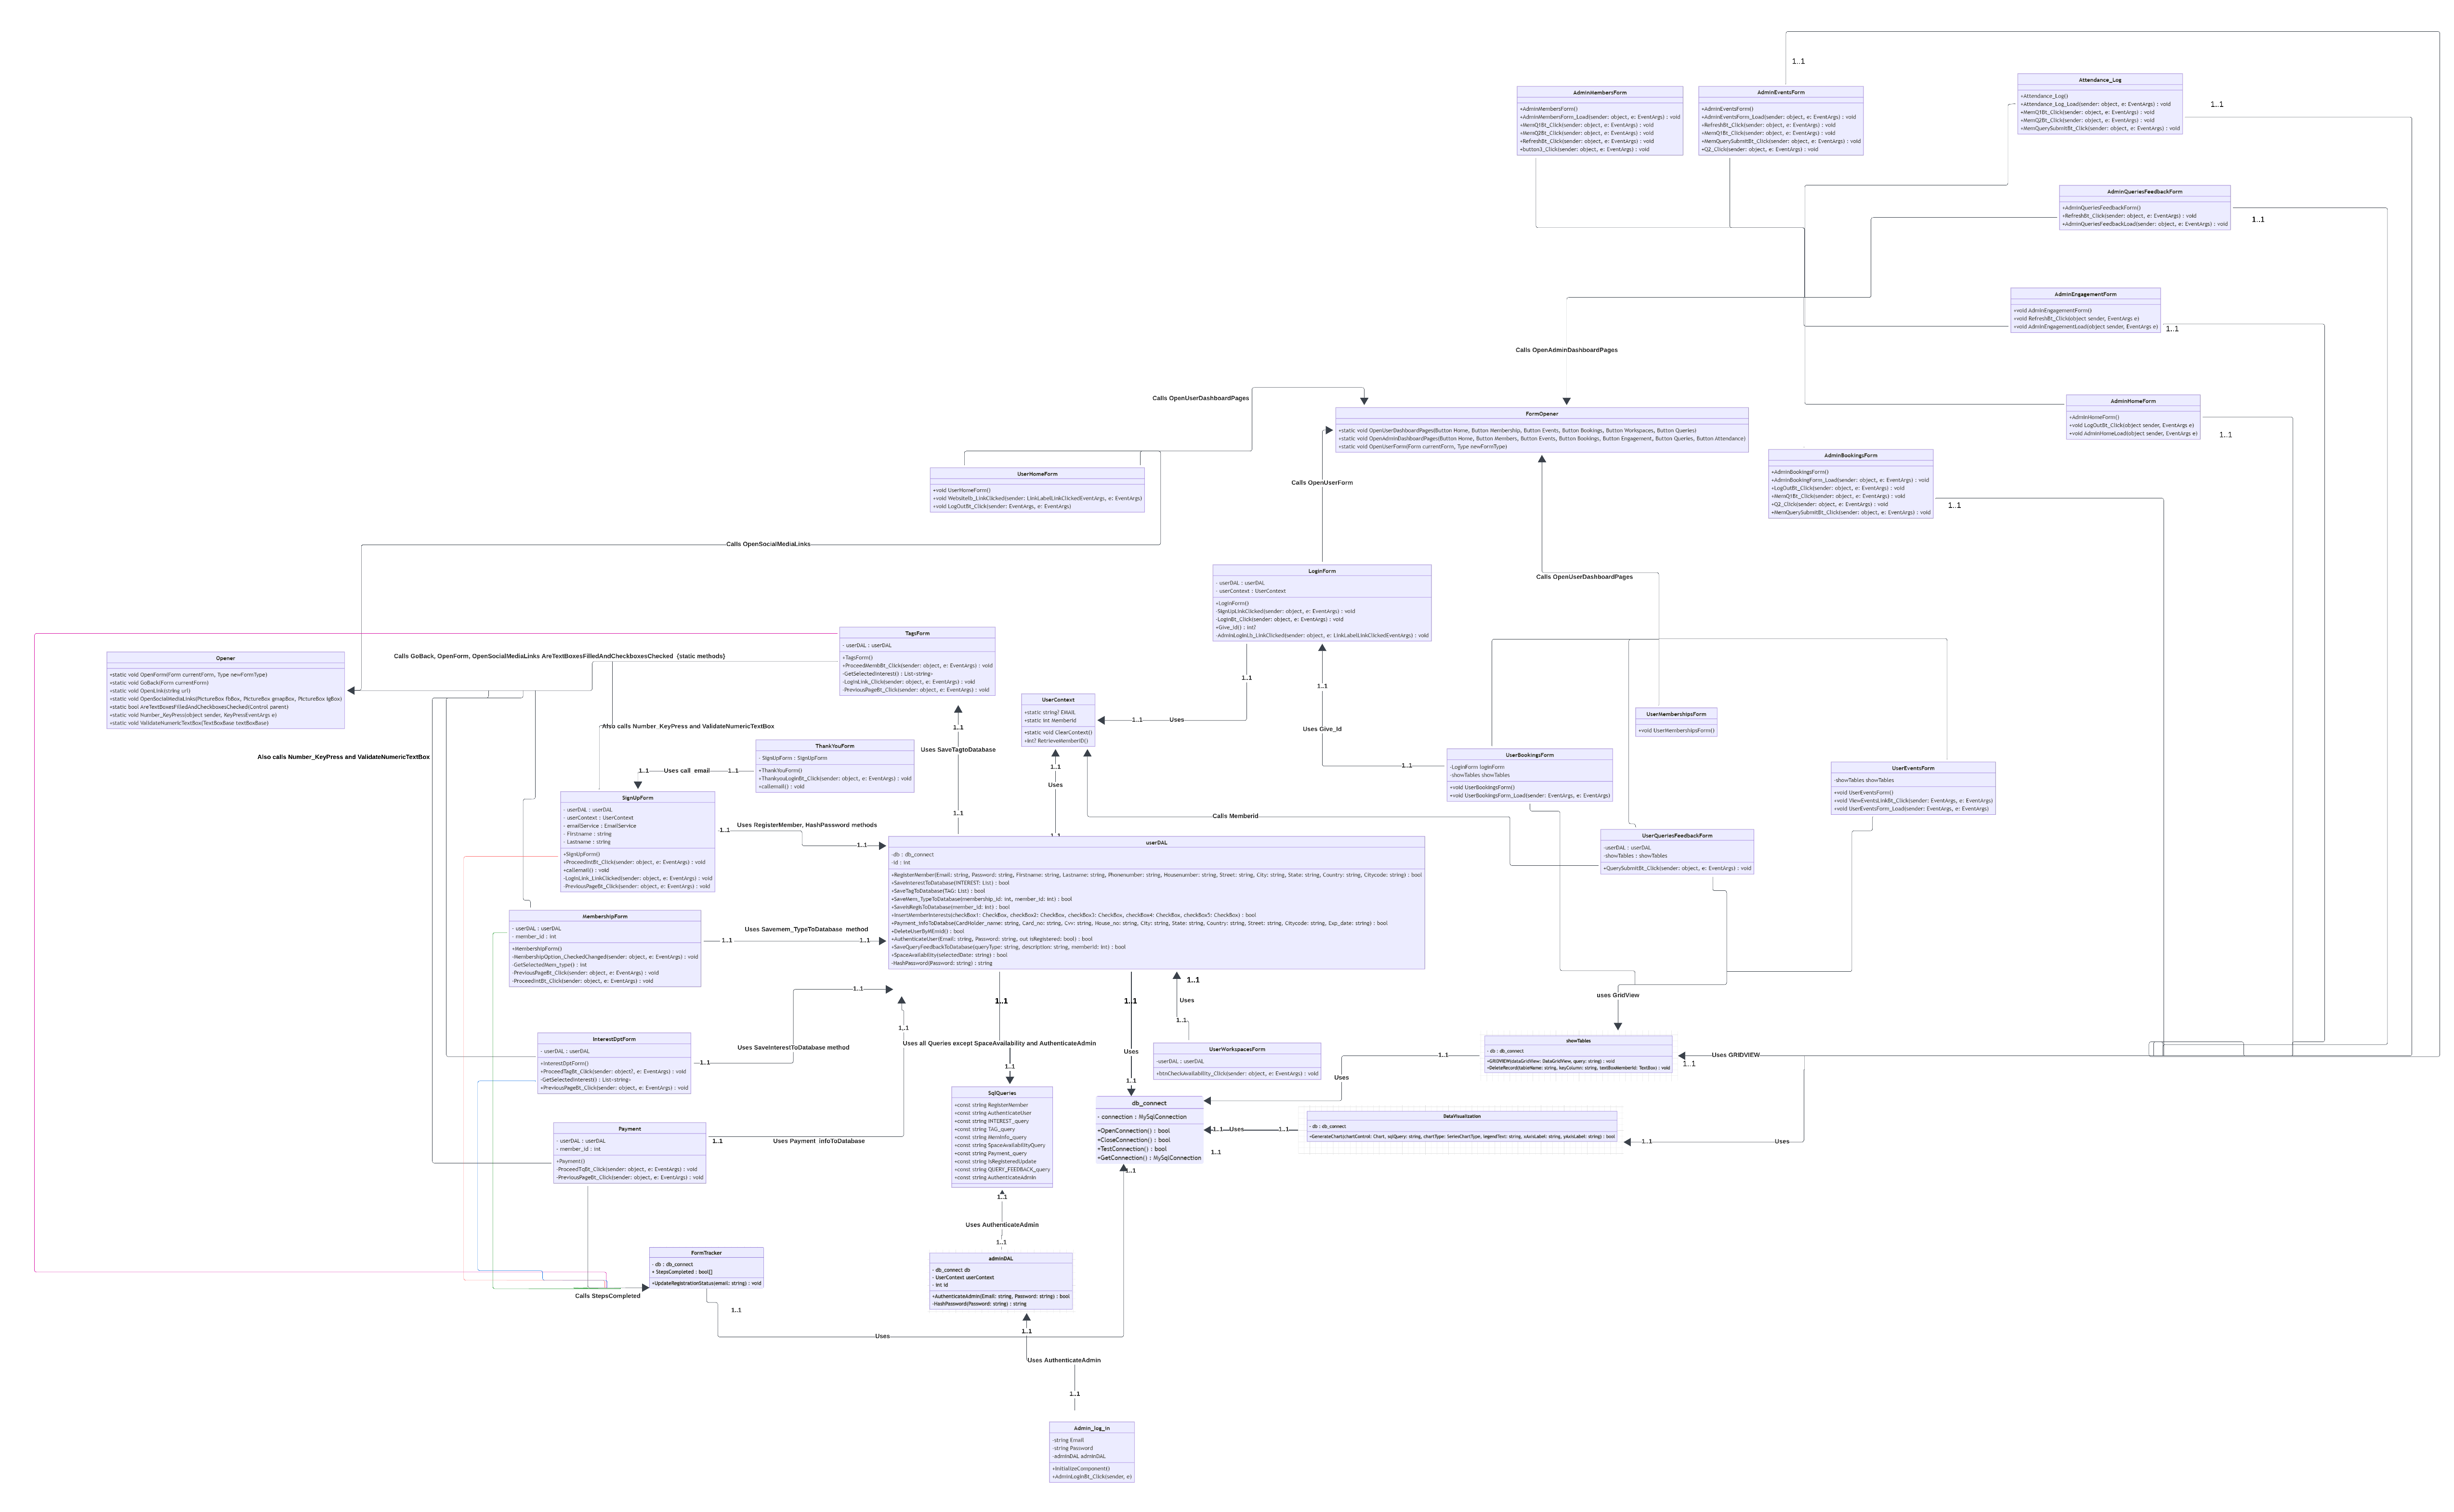 1..1
AdminMembersForm
+AdminMembersForm()
+AdminMembersForm_Load(sender: object, e: EventArgs) : void
+MemQ1Bt_Click(sender: object, e: EventArgs) : void
+MemQ2Bt_Click(sender: object, e: EventArgs) : void
+RefreshBt_Click(sender: object, e: EventArgs) : void
+button3_Click(sender: object, e: EventArgs) : void
AdminEventsForm
+AdminEventsForm()
+AdminEventsForm_Load(sender: object, e: EventArgs) : void
+RefreshBt_Click(sender: object, e: EventArgs) : void
+MemQ1Bt_Click(sender: object, e: EventArgs) : void
+MemQuerySubmitBt_Click(sender: object, e: EventArgs) : void
+Q2_Click(sender: object, e: EventArgs) : void
Attendance_Log
+Attendance_Log()
+Attendance_Log_Load(sender: object, e: EventArgs) : void
+MemQ1Bt_Click(sender: object, e: EventArgs) : void
+MemQ2Bt_Click(sender: object, e: EventArgs) : void
+MemQuerySubmitBt_Click(sender: object, e: EventArgs) : void
1..1
AdminQueriesFeedbackForm
+AdminQueriesFeedbackForm()
+RefreshBt_Click(sender: object, e: EventArgs) : void
+AdminQueriesFeedbackLoad(sender: object, e: EventArgs) : void
1..1
AdminEngagementForm
+void AdminEngagementForm()
+void RefreshBt_Click(object sender, EventArgs e)
+void AdminEngagementLoad(object sender, EventArgs e)
1..1
Calls OpenAdminDashboardPages
Calls OpenUserDashboardPages
AdminHomeForm
+AdminHomeForm()
+void LogOutBt_Click(object sender, EventArgs e)
+void AdminHomeLoad(object sender, EventArgs e)
1..1
FormOpener
+static void OpenUserDashboardPages(Button Home, Button Membership, Button Events, Button Bookings, Button Workspaces, Button Queries)
+static void OpenAdminDashboardPages(Button Home, Button Members, Button Events, Button Bookings, Button Engagement, Button Queries, Button Attendance)
+static void OpenUserForm(Form currentForm, Type newFormType)
AdminBookingsForm
+AdminBookingsForm()
+AdminBookingForm_Load(sender: object, e: EventArgs) : void
+LogOutBt_Click(sender: object, e: EventArgs) : void
+MemQ1Bt_Click(sender: object, e: EventArgs) : void
+Q2_Click(sender: object, e: EventArgs) : void
+MemQuerySubmitBt_Click(sender: object, e: EventArgs) : void
1..1
UserHomeForm
+void UserHomeForm()
+void Websitelb_LinkClicked(sender: LinkLabelLinkClickedEventArgs, e: EventArgs)
+void LogOutBt_Click(sender: EventArgs, e: EventArgs)
Calls OpenUserForm
Calls OpenSocialMediaLinks
LoginForm
- userDAL : userDAL
- userContext : UserContext
+LoginForm()
-SignUpLinkClicked(sender: object, e: EventArgs) : void
-LoginBt_Click(sender: object, e: EventArgs) : void
+Give_Id() : int?
-AdminLoginLb_LinkClicked(sender: object, e: LinkLabelLinkClickedEventArgs) : void
Calls OpenUserDashboardPages
TagsForm
- userDAL : userDAL
+TagsForm()
+ProceedMembBt_Click(sender: object, e: EventArgs) : void
-GetSelectedInterest() : List<string>
-LoginLink_Click(sender: object, e: EventArgs) : void
-PreviousPageBt_Click(sender: object, e: EventArgs) : void
Calls GoBack, OpenForm, OpenSocialMediaLinks AreTextBoxesFilledAndCheckboxesChecked {static methods}
Opener
+static void OpenForm(Form currentForm, Type newFormType)
+static void GoBack(Form currentForm)
+static void OpenLink(string url)
+static void OpenSocialMediaLinks(PictureBox fbBox, PictureBox gmapBox, PictureBox igBox)
+static bool AreTextBoxesFilledAndCheckboxesChecked(Control parent)
+static void Number_KeyPress(object sender, KeyPressEventArgs e)
+static void ValidateNumericTextBox(TextBoxBase textBoxBase)
1..1
1..1
UserContext
+static string? EMAIL
+static int MemberId
+static void ClearContext()
+int? RetrieveMemberID()
1..1 Uses
UserMembershipsForm
+void UserMembershipsForm()
Also calls Number_KeyPress and ValidateNumericTextBox
1..1
Uses Give_Id
Uses SaveTagtoDatabase
ThankYouForm
- SignUpForm : SignUpForm
+ThankYouForm()
+ThankyouLoginBt_Click(sender: object, e: EventArgs) : void
+callemail() : void
Also calls Number_KeyPress and ValidateNumericTextBox
1..1 Uses call email 1..1
1..1
Uses
1..1
UserBookingsForm
-LoginForm loginForm
-showTables showTables
+void UserBookingsForm()
+void UserBookingsForm_Load(sender: EventArgs, e: EventArgs)
UserEventsForm
-showTables showTables
+void UserEventsForm()
+void ViewEventsLinkBt_Click(sender: EventArgs, e: EventArgs)
+void UserEventsForm_Load(sender: EventArgs, e: EventArgs)
SignUpForm
- userDAL : userDAL
- userContext : UserContext
- emailService : EmailService
- Firstname : string
- Lastname : string
+SignUpForm()
+ProceedintBt_Click(sender: object, e: EventArgs) : void
+callemail() : void
-LoginLink_LinkClicked(sender: object, e: EventArgs) : void
-PreviousPageBt_Click(sender: object, e: EventArgs) : void
1..1
Calls Memberid
Uses RegisterMember, HashPassword methods
1..1
1..1
1..1
UserQueriesFeedbackForm
-userDAL : userDAL
-showTables : showTables
+QuerySubmitBt_Click(sender: object, e: EventArgs) : void
userDAL
-db : db_connect
-id : int
+RegisterMember(Email: string, Password: string, Firstname: string, Lastname: string, Phonenumber: string, Housenumber: string, Street: string, City: string, State: string, Country: string, Citycode: string) : bool
+SaveInterestToDatabase(INTEREST: List) : bool
+SaveTagToDatabase(TAG: List) : bool
+SaveMem_TypeToDatabase(membership_id: int, member_id: int) : bool
+SaveIsRegisToDatabase(member_id: int) : bool
+InsertMemberInterests(checkBox1: CheckBox, checkBox2: CheckBox, checkBox3: CheckBox, checkBox4: CheckBox, checkBox5: CheckBox) : bool
+Payment_InfoToDatabse(CardHolder_name: string, Card_no: string, Cvv: string, House_no: string, City: string, State: string, Country: string, Street: string, Citycode: string, Exp_date: string) : bool
+DeleteUserByMEmid() : bool
+AuthenticateUser(Email: string, Password: string, out isRegistered: bool) : bool
+SaveQueryFeedbackToDatabase(queryType: string, description: string, memberId: int) : bool
+SpaceAvailability(selectedDate: string) : bool
-HashPassword(Password: string) : string
MembershipForm
- userDAL : userDAL
- member_id : int
+MembershipForm()
-MembershipOption_CheckedChanged(sender: object, e: EventArgs) : void
-GetSelectedMem_type() : int
-PreviousPageBt_Click(sender: object, e: EventArgs) : void
-ProceedintBt_Click(sender: object, e: EventArgs) : void
Uses Savemem_TypeToDatabase method
1..1
1..1
1..1
1..1
1..1
1..1
Uses
1..1
uses GridView
1..1
InterestDptForm
- userDAL : userDAL
+InterestDptForm()
+ProceedTagBt_Click(sender: object?, e: EventArgs) : void
-GetSelectedInterest() : List<string>
+PreviousPageBt_Click(sender: object, e: EventArgs) : void
Uses SaveInterestToDatabase method
1..1
Uses all Queries except SpaceAvailability and AuthenticateAdmin
Uses
1..1
1..1
UserWorkspacesForm
-userDAL : userDAL
+btnCheckAvailability_Click(sender: object, e: EventArgs) : void
showTables
- db : db_connect
+GRIDVIEW(dataGridView: DataGridView, query: string) : void
+DeleteRecord(tableName: string, keyColumn: string, textBoxMemberId: TextBox) : void
1..1
Uses
Uses GRIDVIEW
1..1
SqlQueries
+const string RegisterMember
+const string AuthenticateUser
+const string INTEREST_query
+const string TAG_query
+const string MemInfo_query
+const string SpaceAvailabilityQuery
+const string Payment_query
+const string IsRegisteredUpdate
+const string QUERY_FEEDBACK_query
+const string AuthenticateAdmin
db_connect
- connection : MySqlConnection
+OpenConnection() : bool
+CloseConnection() : bool
+TestConnection() : bool
+GetConnection() : MySqlConnection
1..1 Uses 1..1
1..1
1..1
DataVisualization
- db : db_connect
+GenerateChart(chartControl: Chart, sqlQuery: string, chartType: SeriesChartType, legendText: string, xAxisLabel: string, yAxisLabel: string) : bool
1..1 Uses
Payment
- userDAL : userDAL
- member_id : int
+Payment()
-ProceedTqBt_Click(sender: object, e: EventArgs) : void
-PreviousPageBt_Click(sender: object, e: EventArgs) : void
1..1 Uses Payment infoToDatabase
1..1
Uses AuthenticateAdmin
1..1
FormTracker
- db : db_connect
+ StepsCompleted : bool[]
+UpdateRegistrationStatus(email: string) : void
Calls StepsCompleted
1..1
Uses
adminDAL
- db_connect db
- UserContext userContext
- int id
+AuthenticateAdmin(Email: string, Password: string) : bool
-HashPassword(Password: string) : string
1..1
Uses AuthenticateAdmin
1..1
Admin_log_in
-string Email
-string Password
-adminDAL adminDAL
+InitializeComponent()
+AdminLoginBt_Click(sender, e)